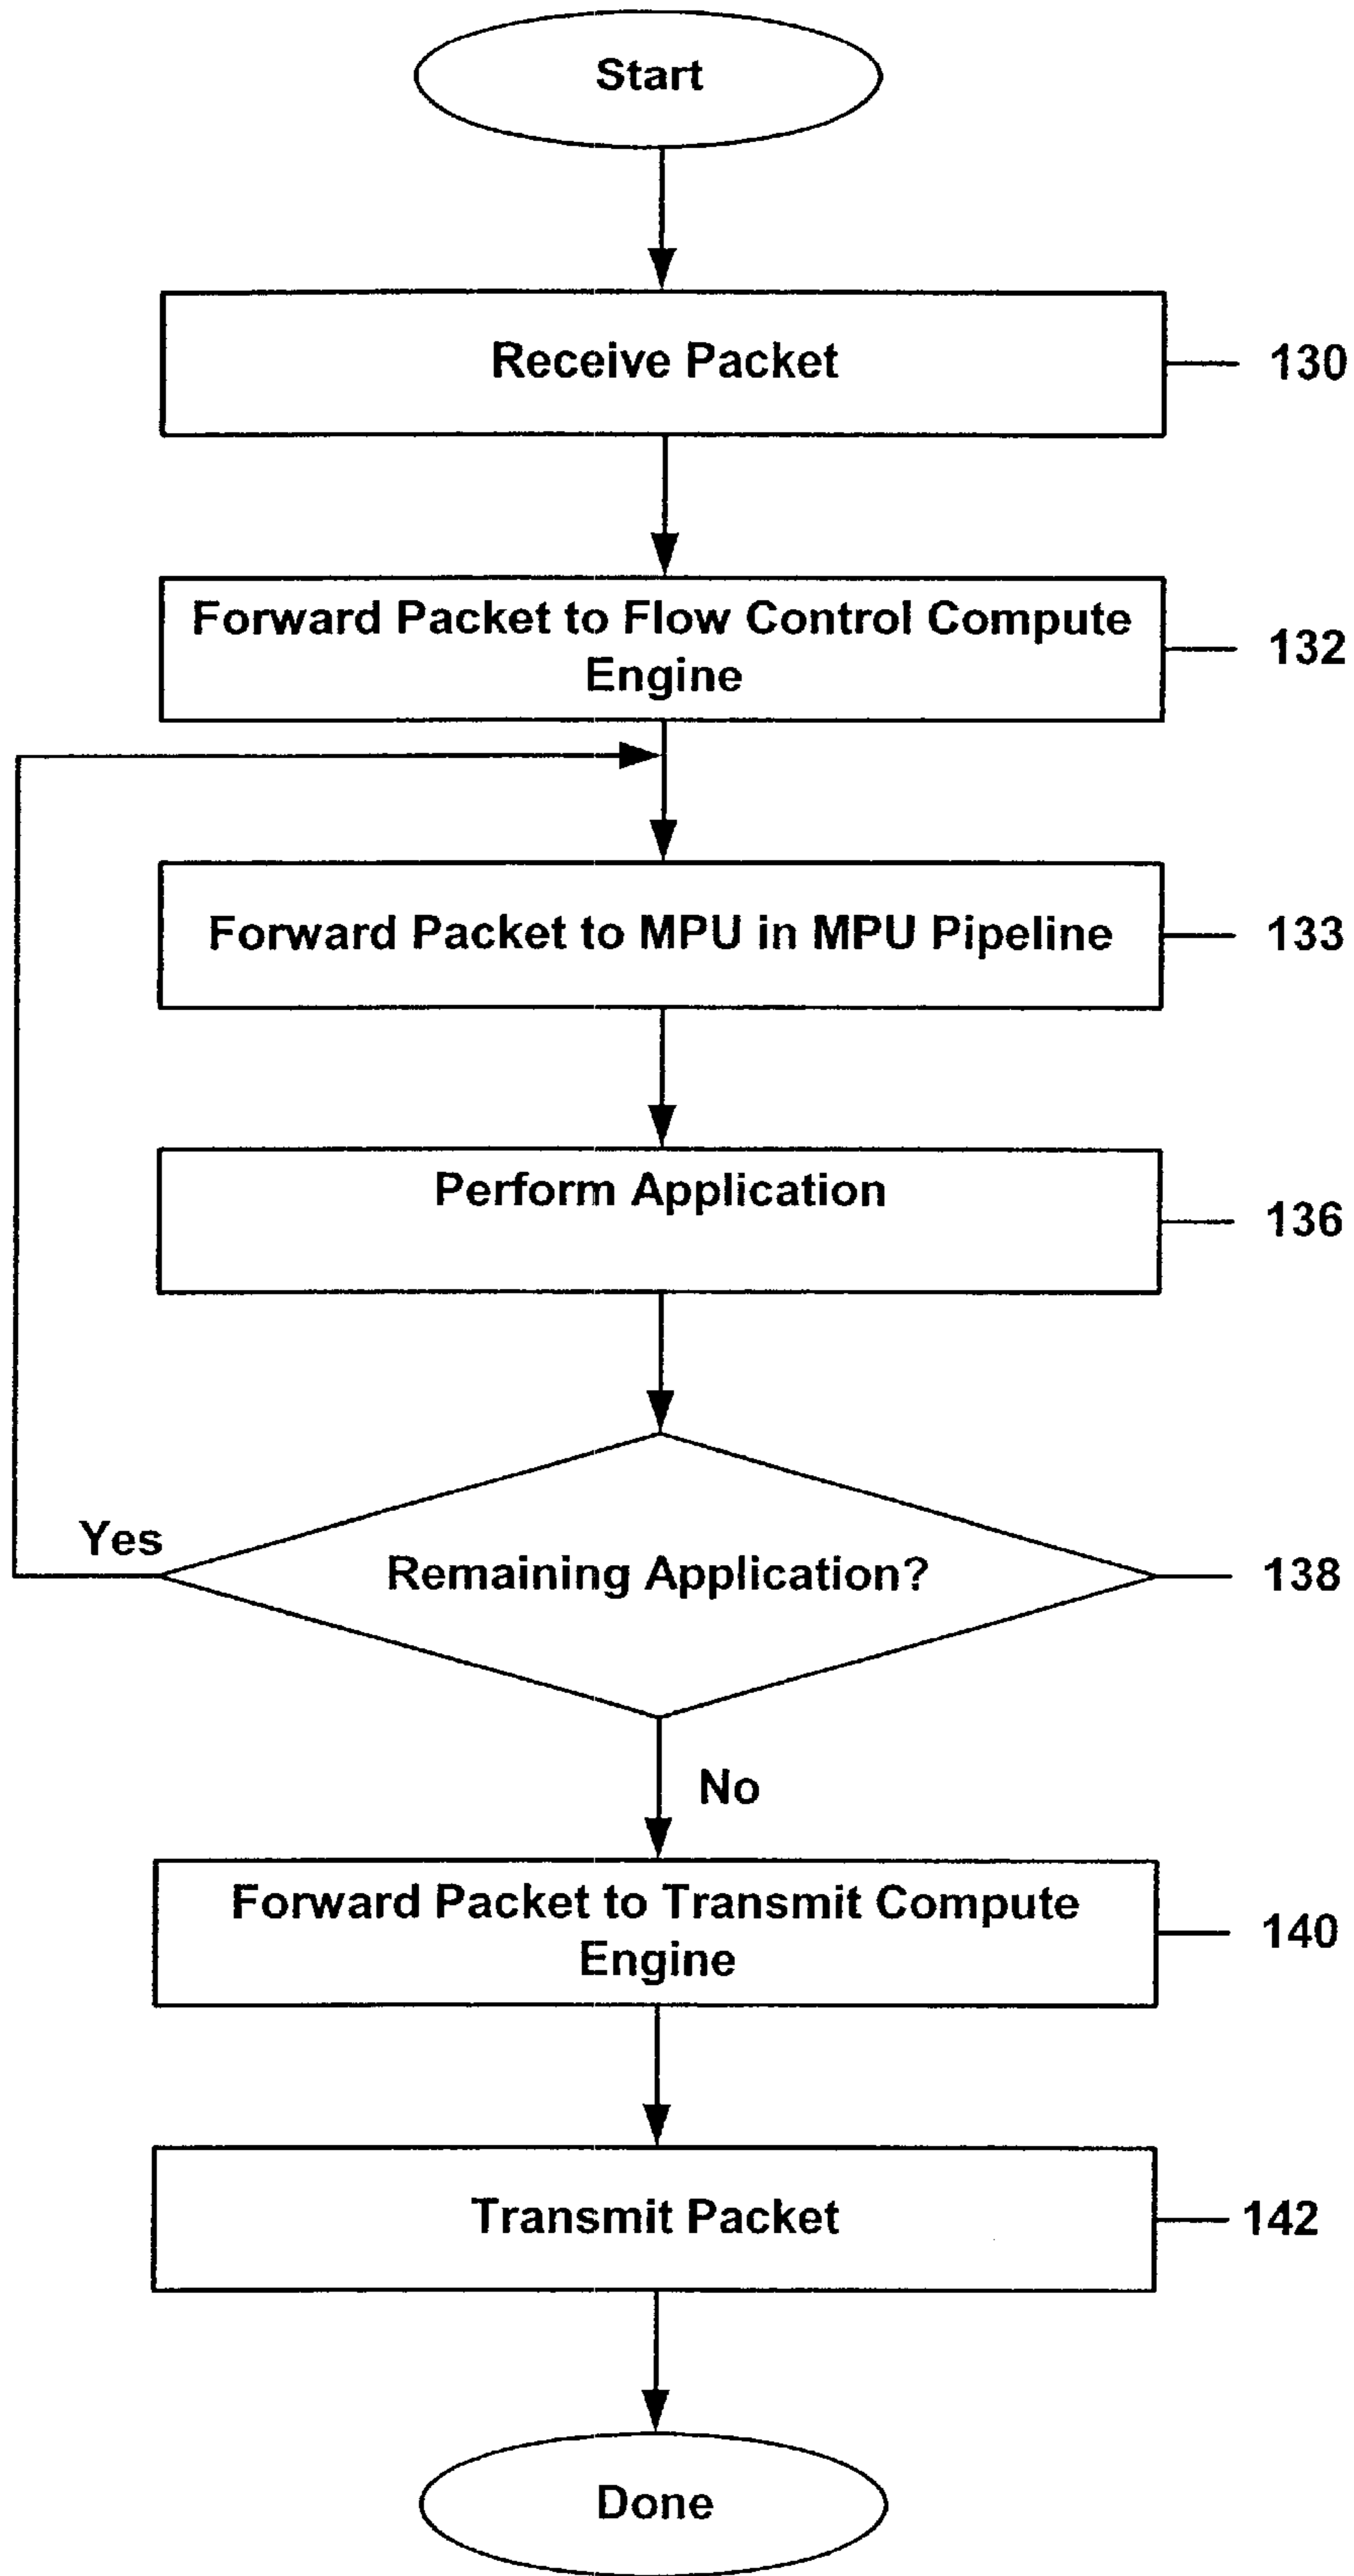 Start
Receive Packet
130
Forward Packet to Flow Control Compute
Engine
132
Forward Packet to MPU in MPU Pipeline
133
Perform Application
136
Yes
Remaining Application?
138
No
Forward Packet to Transmit Compute
Engine
140
Transmit Packet
142
Done